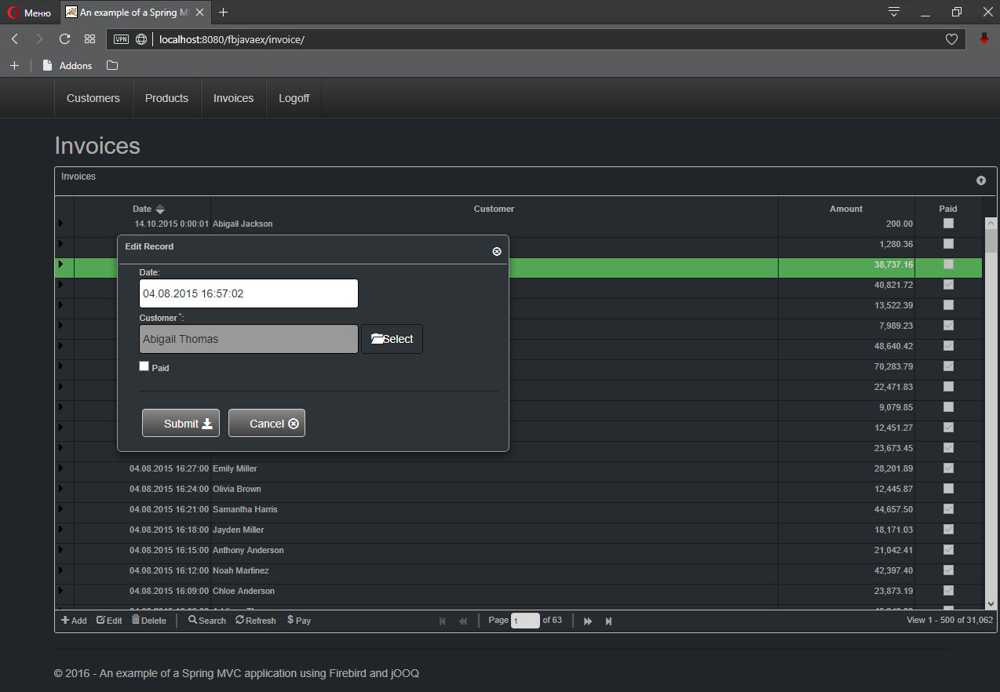 Меню An example of a Spring M
VPN localhost:8080/fbjavaex/invoice/
Addons
Customers Products Invoices Logoff
Invoices
Invoices
Date Customer Amount Paid
14.10.2015 0:00:01 Abigail Jackson 200.00
1,280.36
38,737.16
40,821.72
13,522.39
7,989.23
48,640.42
70,283.79
22,471.83
9,079.85
12,451.27
23,673.45
Edit Record
Date:
04.08.2015 16:57:02
Customer *:
Abigail Thomas Select
Paid
Submit Cancel
04.08.2015 16:27:00 Emily Miller 28,201.89
04.08.2015 16:24:00 Olivia Brown 12,445.87
04.08.2015 16:21:00 Samantha Harris 44,657.50
04.08.2015 16:18:00 Jayden Miller 18,171.03
04.08.2015 16:15:00 Anthony Anderson 21,042.41
04.08.2015 16:12:00 Noah Martinez 42,397.40
04.08.2015 16:09:00 Chloe Anderson 23,873.19
Add Edit Delete Search Refresh $ Pay Page 1 of 63 View 1 - 500 of 31,062
© 2016 - An example of a Spring MVC application using Firebird and jOOQ